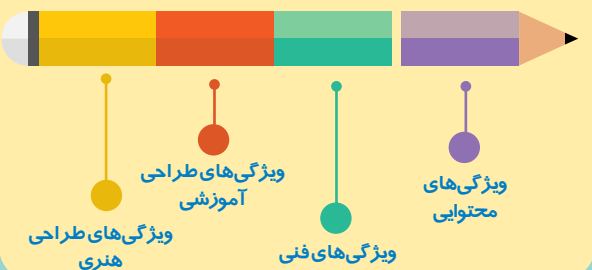 ویژگی‌های
محتوایی
ویژگی‌های فنی
ویژگی‌های طراحی
آموزشی
ویژگی‌های طراحی
هنری